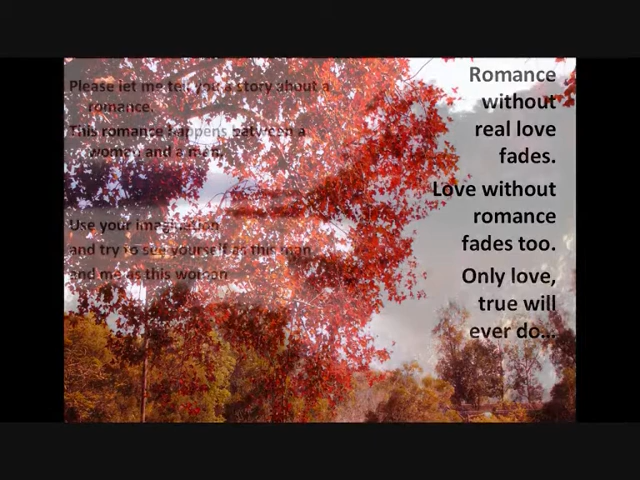 Please let me tell you a story about a
romance.
This romance happens between a
woman and a man.
Use your imagination
and try to see yourself as this man
and me as this woman
Romance
without
real love
fades.
Love without
romance
fades too.
Only love,
true will
ever do...